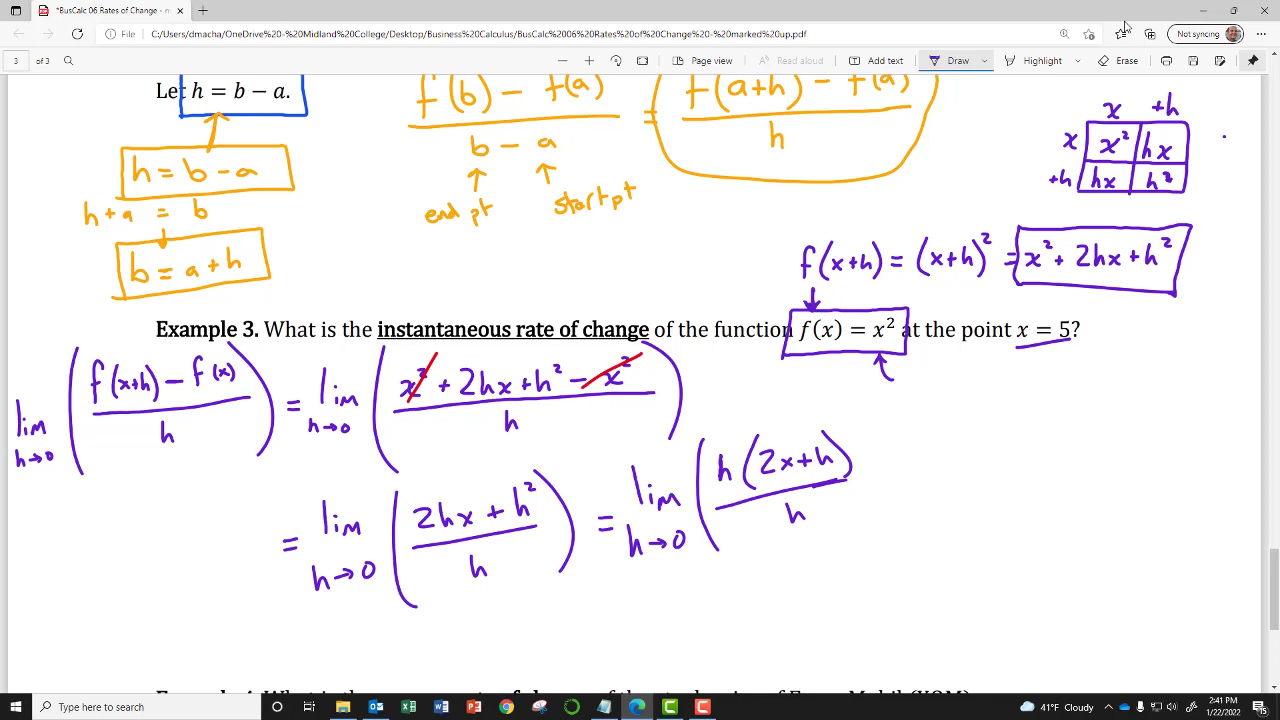 *BusCalc 06 Rates of Change - m
File
C:/Users/dmacha/OneDrive%20-%20Midland%20College/Desktop/Business%20Calculus/BusCalc%2006%20Rates%20of%20Change%20-%20marked%20up.pdf
Not syncing
3 of 3
Page view
Read aloud
Add text
Draw
Highlight
Erase
Let h = b − a.
f(b) − f(a) / b − a = f(a+h) − f(a) / h
x +h
x x² hx
+h hx h²
h = b − a
h + a = b
b = a + h
end pt
start pt
f(x+h) = (x+h)² = x² + 2hx + h²
Example 3. What is the instantaneous rate of change of the function f(x) = x² at the point x = 5?
lim h→0 ( f(x+h) − f(x) / h ) = lim h→0 ( x² + 2hx + h² − x² / h )
= lim h→0 ( 2hx + h² / h ) = lim h→0 ( h(2x+h) / h
Type here to search
41°F Cloudy
2:41 PM
1/22/2022